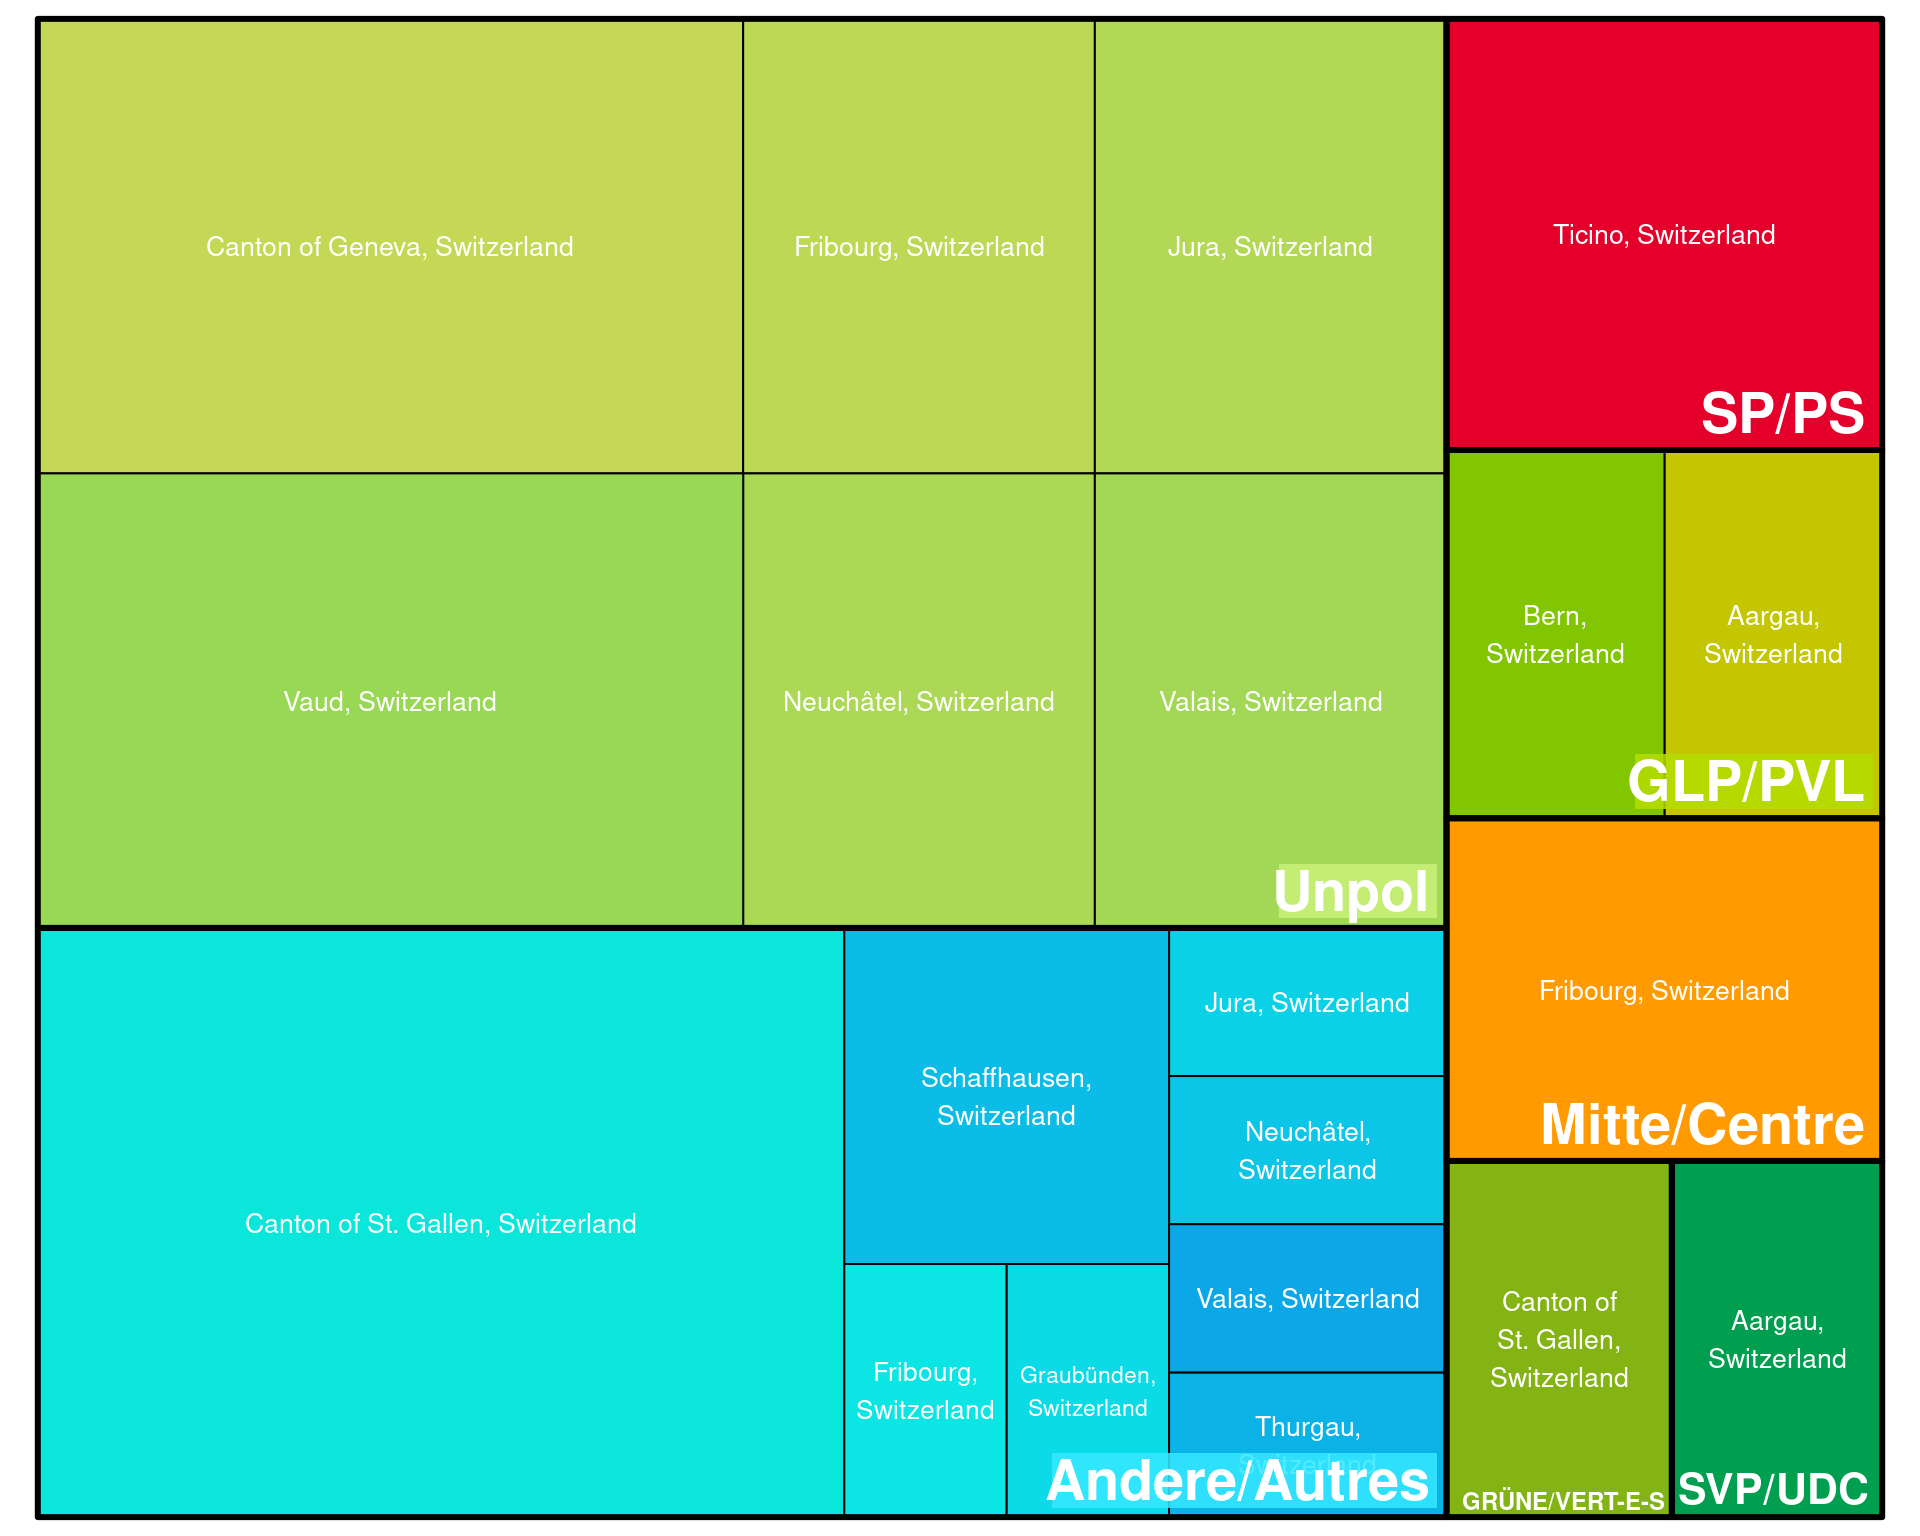 Canton of Geneva, Switzerland
Fribourg, Switzerland
Jura, Switzerland
Vaud, Switzerland
Neuchâtel, Switzerland
Valais, Switzerland
Unpol
Canton of St. Gallen, Switzerland
Schaffhausen,
Switzerland
Fribourg,
Switzerland
Graubünden,
Switzerland
Jura, Switzerland
Neuchâtel,
Switzerland
Valais, Switzerland
Thurgau,
Switzerland
Andere/Autres
Ticino, Switzerland
SP/PS
Bern,
Switzerland
Aargau,
Switzerland
GLP/PVL
Fribourg, Switzerland
Mitte/Centre
Canton of
St. Gallen,
Switzerland
GRÜNE/VERT-E-S
Aargau,
Switzerland
SVP/UDC